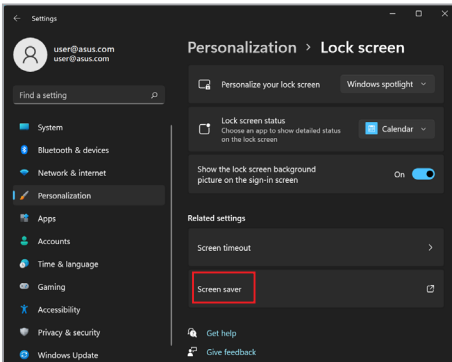 Settings
user@asus.com
user@asus.com
Find a setting
System
Bluetooth & devices
Network & internet
Personalization
Apps
Accounts
Time & language
Gaming
Accessibility
Privacy & security
Windows Update
Personalization > Lock screen
Personalize your lock screen
Windows spotlight
Lock screen status
Choose an app to show detailed status
on the lock screen
Calendar
Show the lock screen background
picture on the sign-in screen
On
Related settings
Screen timeout
Screen saver
Get help
Give feedback